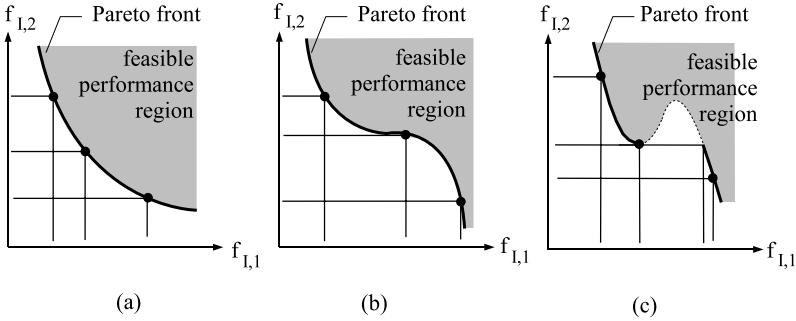 f I,2
Pareto front
feasible
performance
region
f I,1
(a)
f I,2
Pareto front
feasible
performance
region
f I,1
(b)
f I,2
Pareto front
feasible
performance
region
f I,1
(c)